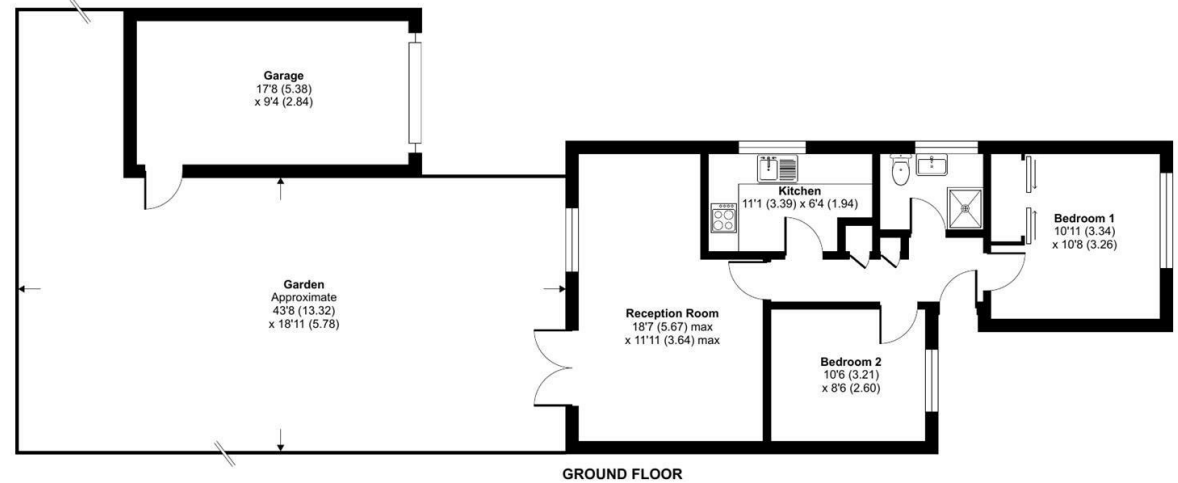 Garage
17'8 (5.38)
x 9'4 (2.84)
Kitchen
11'1 (3.39) x 6'4 (1.94)
Bedroom 1
10'11 (3.34)
x 10'8 (3.26)
Garden
Approximate
43'8 (13.32)
x 18'11 (5.78)
Reception Room
18'7 (5.67) max
x 11'11 (3.64) max
Bedroom 2
10'6 (3.21)
x 8'6 (2.60)
GROUND FLOOR